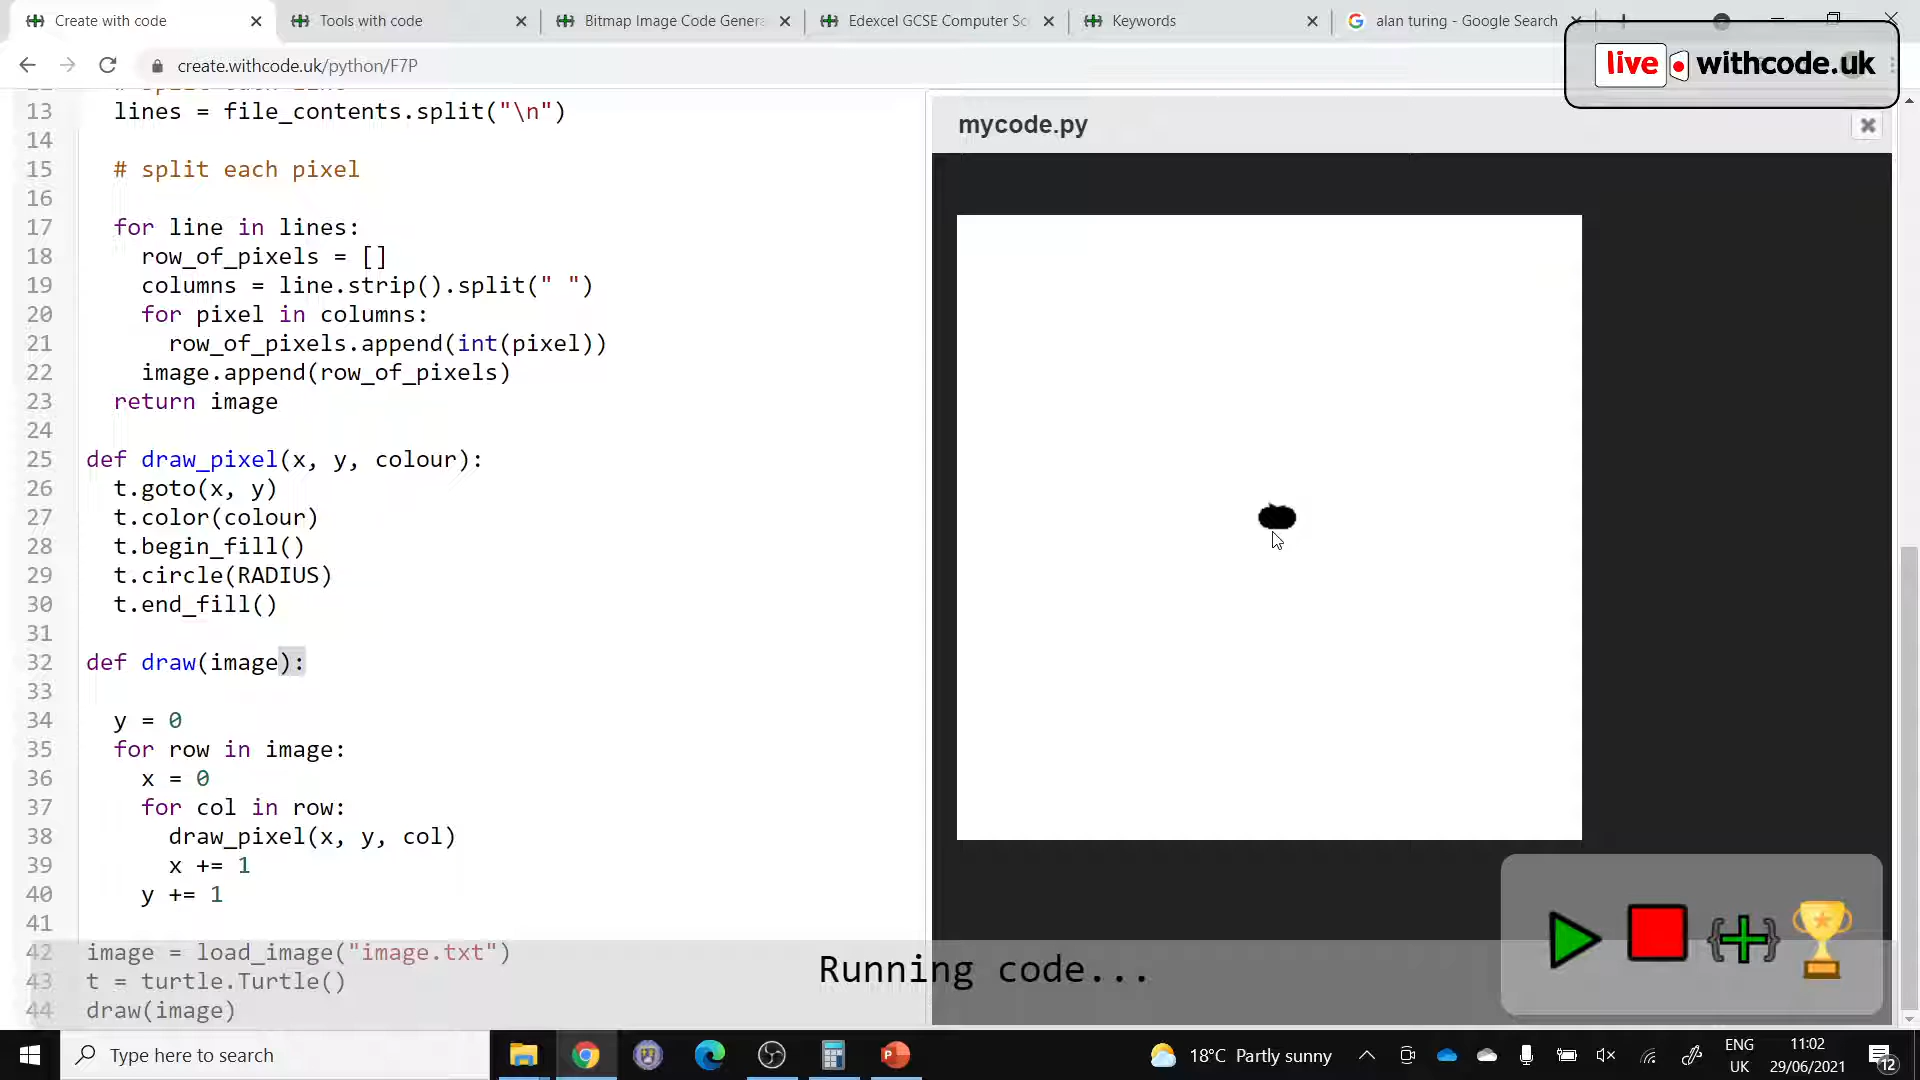 Create with code
Tools with code
Bitmap Image Code Genera
Edexcel GCSE Computer Sc
Keywords
alan turing - Google Search
create.withcode.uk/python/F7P
live withcode.uk
mycode.py
13 lines = file_contents.split("\n")
14
15 # split each pixel
16
17 for line in lines:
18 row_of_pixels = []
19 columns = line.strip().split(" ")
20 for pixel in columns:
21 row_of_pixels.append(int(pixel))
22 image.append(row_of_pixels)
23 return image
24
25 def draw_pixel(x, y, colour):
26 t.goto(x, y)
27 t.color(colour)
28 t.begin_fill()
29 t.circle(RADIUS)
30 t.end_fill()
31
32 def draw(image):
33
34 y = 0
35 for row in image:
36 x = 0
37 for col in row:
38 draw_pixel(x, y, col)
39 x += 1
40 y += 1
41
42 image = load_image("image.txt")
43 t = turtle.Turtle()
44 draw(image)
Running code...
Type here to search
18°C Partly sunny
ENG
UK
11:02
29/06/2021
12